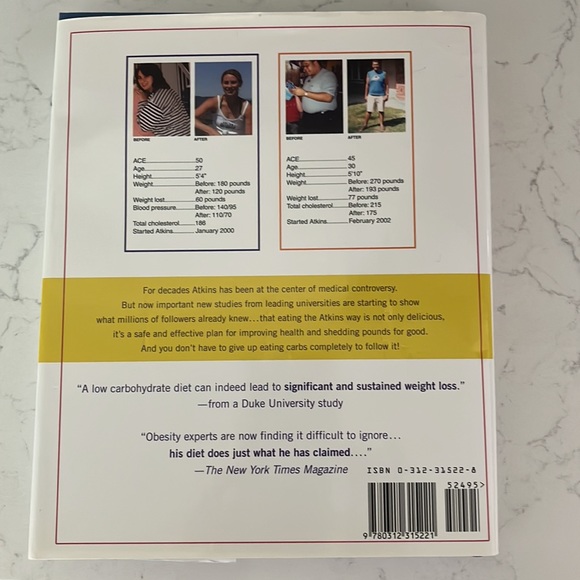 BEFORE AFTER
ACE 50
Age 27
Height 5'4"
Weight Before: 180 pounds
After: 120 pounds
Weight lost 60 pounds
Blood pressure Before: 140/95
After: 110/70
Total cholesterol 186
Started Atkins January 2000
BEFORE AFTER
ACE 45
Age 30
Height 5'10"
Weight Before: 270 pounds
After: 193 pounds
Weight lost 77 pounds
Total cholesterol Before: 215
After: 175
Started Atkins February 2002
For decades Atkins has been at the center of medical controversy.
But now important new studies from leading universities are starting to show
what millions of followers already knew...that eating the Atkins way is not only delicious,
it's a safe and effective plan for improving health and shedding pounds for good.
And you don't have to give up eating carbs completely to follow it!
"A low carbohydrate diet can indeed lead to significant and sustained weight loss."
—from a Duke University study
"Obesity experts are now finding it difficult to ignore...
his diet does just what he has claimed...."
—The New York Times Magazine
ISBN 0-312-31522-8
52495>
9 780312 315221